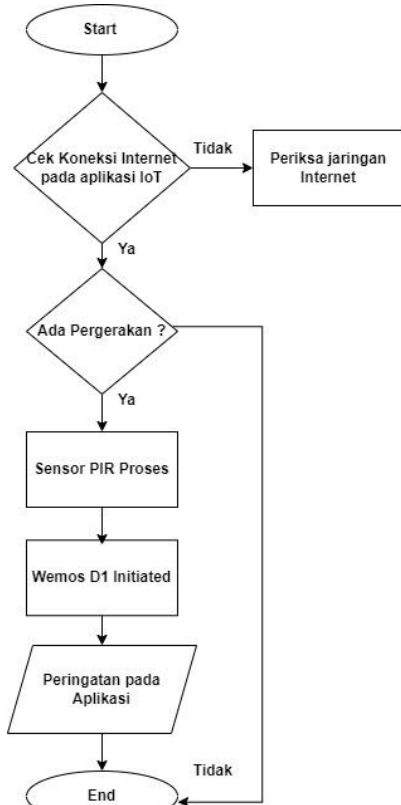 Start
Cek Koneksi Internet
pada aplikasi IoT
Tidak
Periksa jaringan
Internet
Ya
Ada Pergerakan ?
Ya
Sensor PIR Proses
Wemos D1 Initiated
Peringatan pada
Aplikasi
Tidak
End